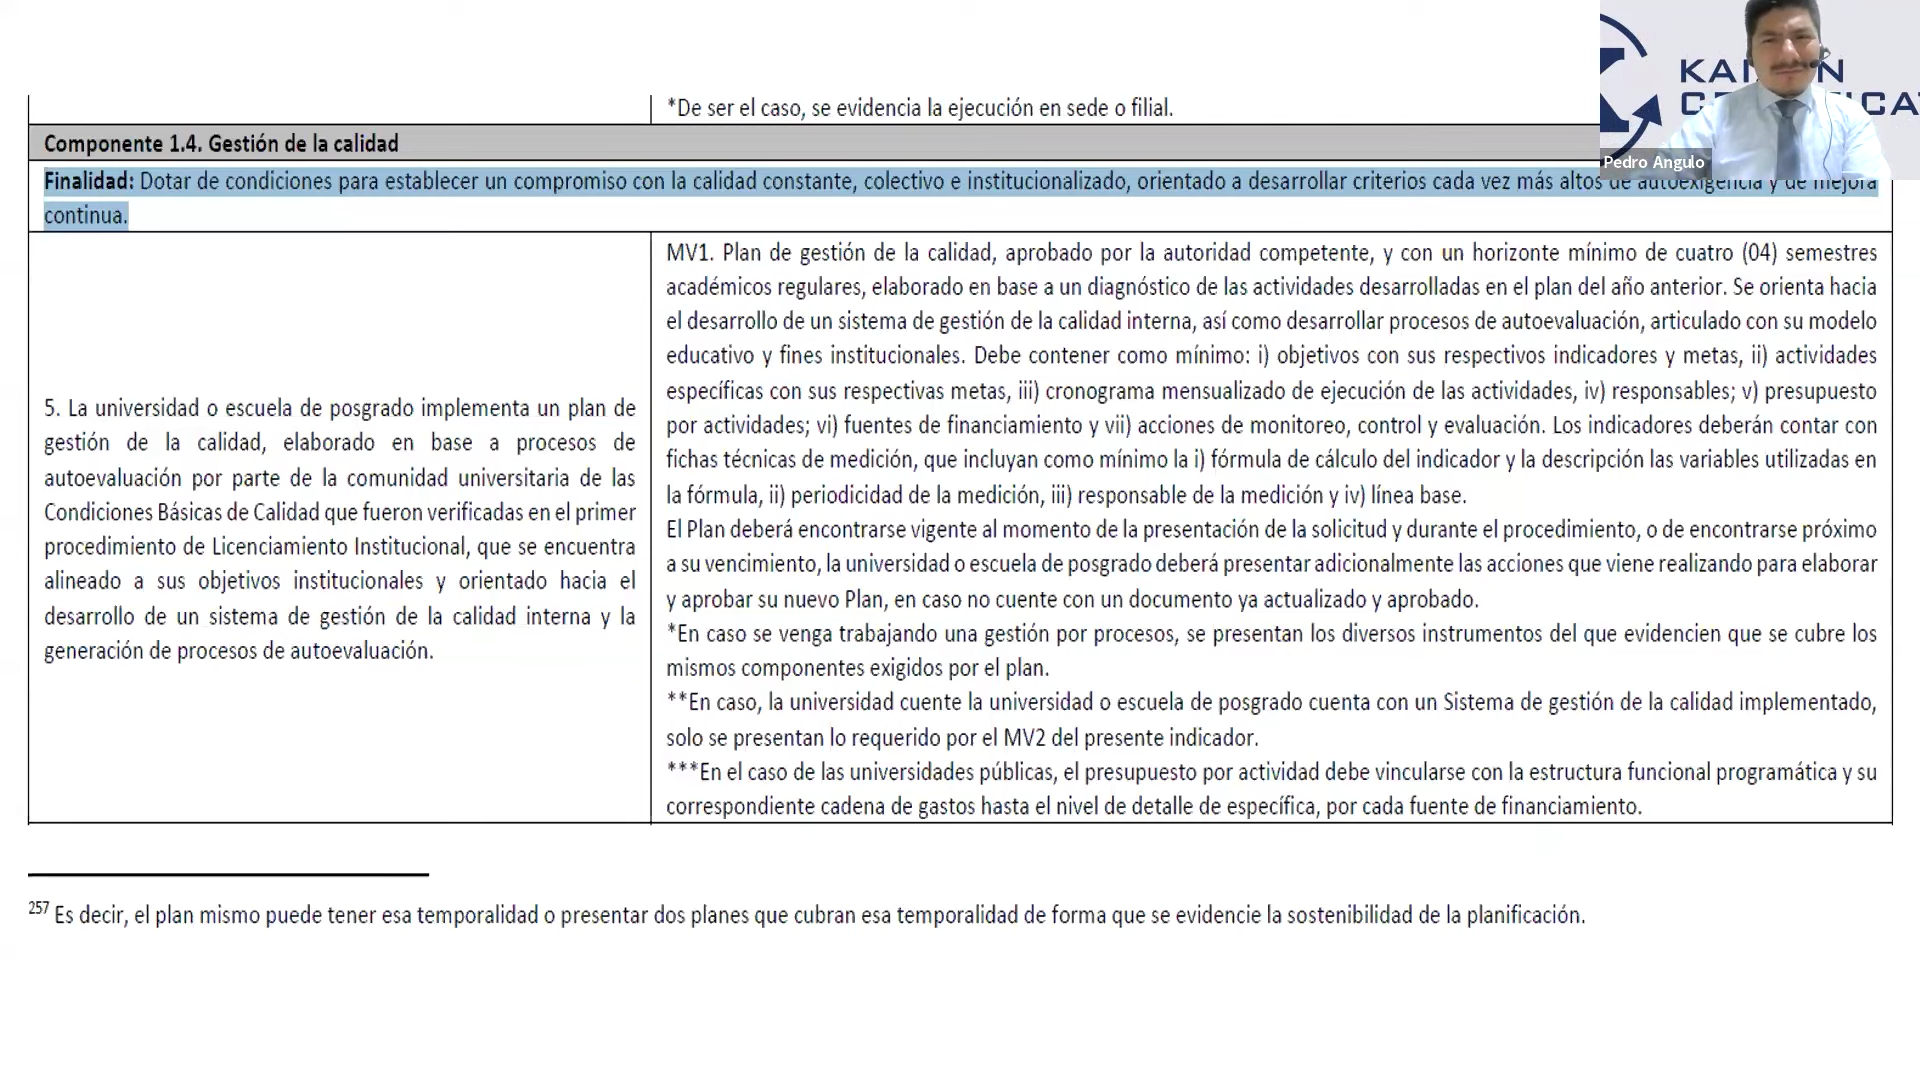 KAI N
C FICA
Pedro Angulo
*De ser el caso, se evidencia la ejecución en sede o filial.
Componente 1.4. Gestión de la calidad
Finalidad: Dotar de condiciones para establecer un compromiso con la calidad constante, colectivo e institucionalizado, orientado a desarrollar criterios cada vez más altos de autoexigencia y de mejora
continua.
5. La universidad o escuela de posgrado implementa un plan de
gestión de la calidad, elaborado en base a procesos de
autoevaluación por parte de la comunidad universitaria de las
Condiciones Básicas de Calidad que fueron verificadas en el primer
procedimiento de Licenciamiento Institucional, que se encuentra
alineado a sus objetivos institucionales y orientado hacia el
desarrollo de un sistema de gestión de la calidad interna y la
generación de procesos de autoevaluación.
MV1. Plan de gestión de la calidad, aprobado por la autoridad competente, y con un horizonte mínimo de cuatro (04) semestres
académicos regulares, elaborado en base a un diagnóstico de las actividades desarrolladas en el plan del año anterior. Se orienta hacia
el desarrollo de un sistema de gestión de la calidad interna, así como desarrollar procesos de autoevaluación, articulado con su modelo
educativo y fines institucionales. Debe contener como mínimo: i) objetivos con sus respectivos indicadores y metas, ii) actividades
específicas con sus respectivas metas, iii) cronograma mensualizado de ejecución de las actividades, iv) responsables; v) presupuesto
por actividades; vi) fuentes de financiamiento y vii) acciones de monitoreo, control y evaluación. Los indicadores deberán contar con
fichas técnicas de medición, que incluyan como mínimo la i) fórmula de cálculo del indicador y la descripción las variables utilizadas en
la fórmula, ii) periodicidad de la medición, iii) responsable de la medición y iv) línea base.
El Plan deberá encontrarse vigente al momento de la presentación de la solicitud y durante el procedimiento, o de encontrarse próximo
a su vencimiento, la universidad o escuela de posgrado deberá presentar adicionalmente las acciones que viene realizando para elaborar
y aprobar su nuevo Plan, en caso no cuente con un documento ya actualizado y aprobado.
*En caso se venga trabajando una gestión por procesos, se presentan los diversos instrumentos del que evidencien que se cubre los
mismos componentes exigidos por el plan.
**En caso, la universidad cuente la universidad o escuela de posgrado cuenta con un Sistema de gestión de la calidad implementado,
solo se presentan lo requerido por el MV2 del presente indicador.
***En el caso de las universidades públicas, el presupuesto por actividad debe vincularse con la estructura funcional programática y su
correspondiente cadena de gastos hasta el nivel de detalle de específica, por cada fuente de financiamiento.
257 Es decir, el plan mismo puede tener esa temporalidad o presentar dos planes que cubran esa temporalidad de forma que se evidencie la sostenibilidad de la planificación.